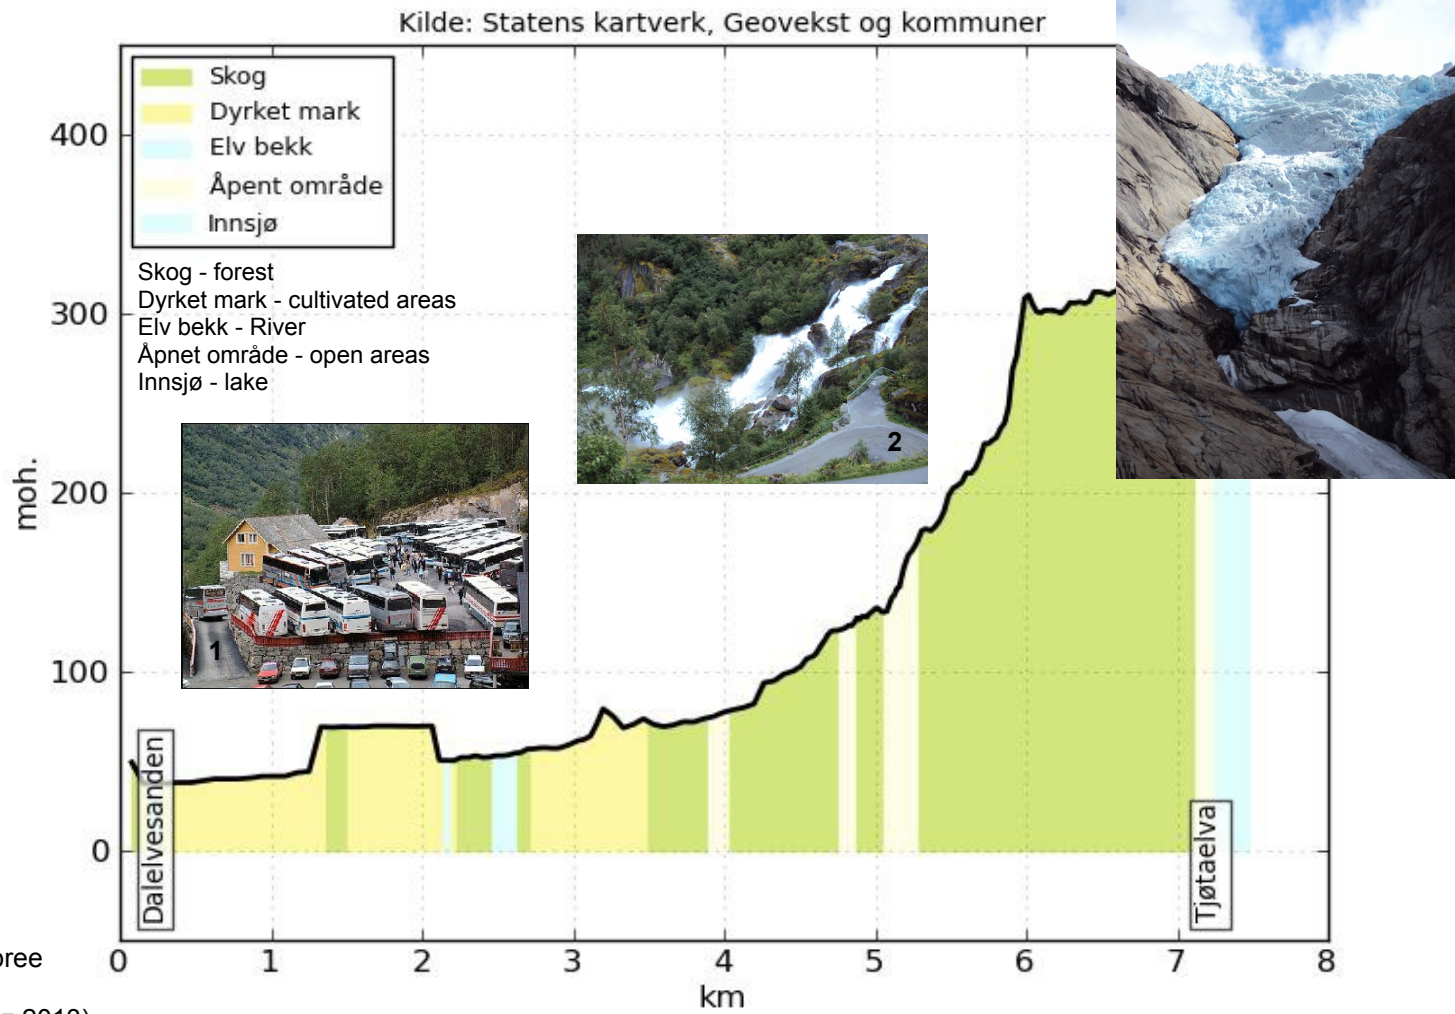 Kilde: Statens kartverk, Geovekst og kommuner
Skog
Dyrket mark
Elv bekk
Åpent område
Innsjø
Skog - forest
Dyrket mark - cultivated areas
Elv bekk - River
Åpnet område - open areas
Innsjø - lake
400
300
200
100
0
moh.
1
2
Dalelvesanden
Tjøtaelva
0 1 2 3 4 5 6 7 8
km